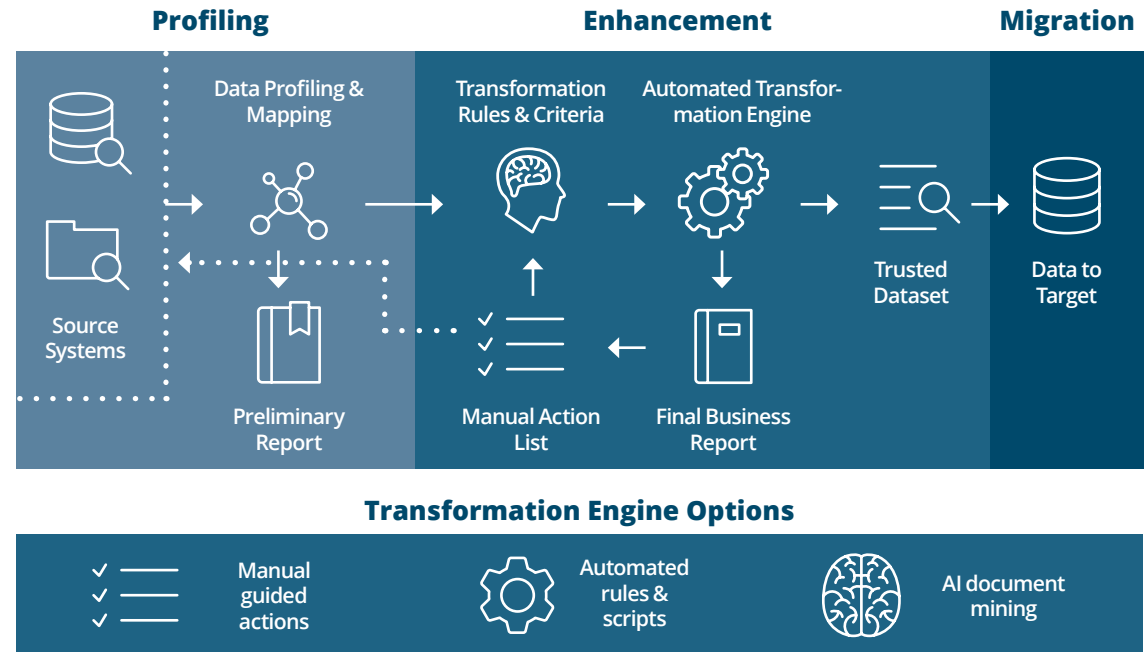 Profiling
Enhancement
Migration
Data Profiling &
Mapping
Transformation
Rules & Criteria
Automated Transfor-
mation Engine
Source
Systems
Trusted
Dataset
Data to
Target
Preliminary
Report
Manual Action
List
Final Business
Report
Transformation Engine Options
Manual
guided
actions
Automated
rules &
scripts
AI document
mining